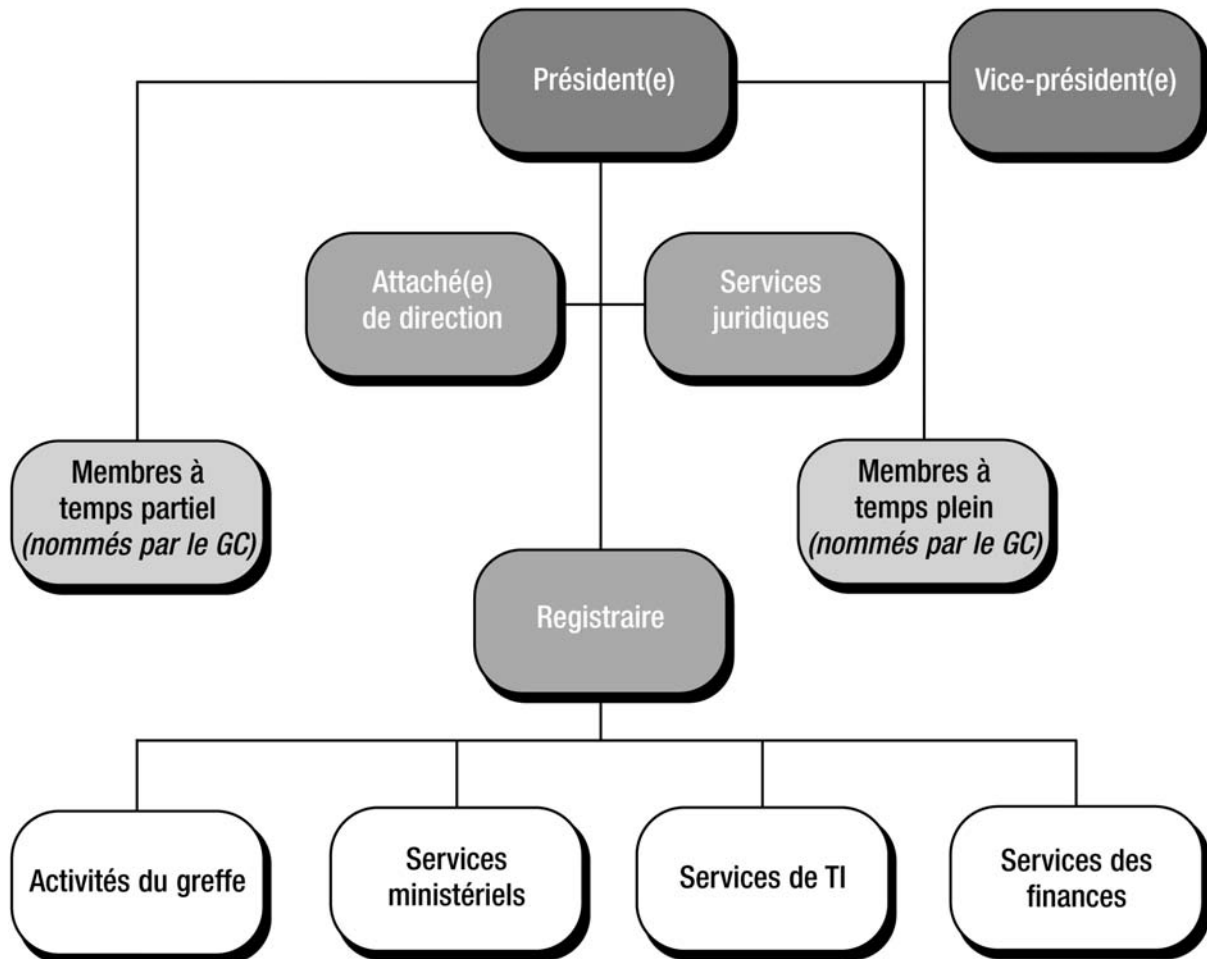 Président(e)
Vice-président(e)
Attaché(e)
de direction
Services
juridiques
Membres à
temps partiel
(nommés par le GC)
Membres à
temps plein
(nommés par le GC)
Registraire
Activités du greffe
Services
ministériels
Services de TI
Services des
finances